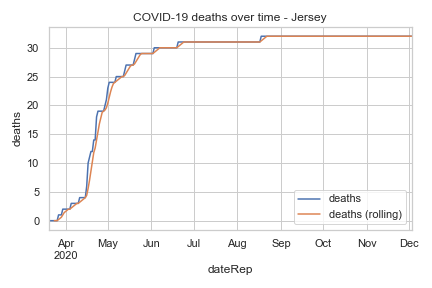 COVID-19 deaths over time - Jersey
deaths
30
25
20
15
10
5
0
deaths
deaths (rolling)
Apr May Jun Jul Aug Sep Oct Nov Dec
2020
dateRep